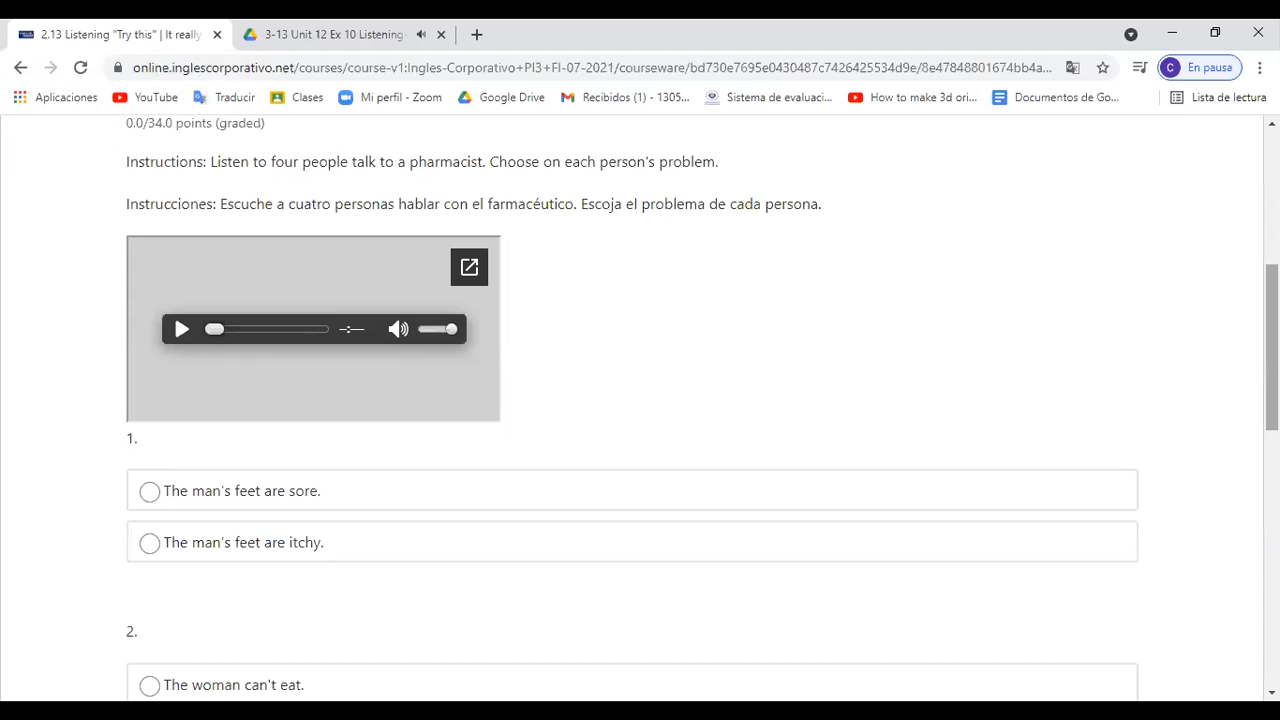 2.13 Listening "Try this" | It really
3-13 Unit 12 Ex 10 Listening-
online.inglescorporativo.net/courses/course-v1:Ingles-Corporativo+PI3+FI-07-2021/courseware/bd730e7695e0430487c7426425534d9e/8e47848801674bb4a...
C En pausa
Aplicaciones YouTube Traducir Clases Mi perfil - Zoom Google Drive Recibidos (1) - 1305... Sistema de evaluaci... How to make 3d ori... Documentos de Go... Lista de lectura
0.0/34.0 points (graded)
Instructions: Listen to four people talk to a pharmacist. Choose on each person's problem.
Instrucciones: Escuche a cuatro personas hablar con el farmacéutico. Escoja el problema de cada persona.
-:-
1.
The man's feet are sore.
The man's feet are itchy.
2.
The woman can't eat.